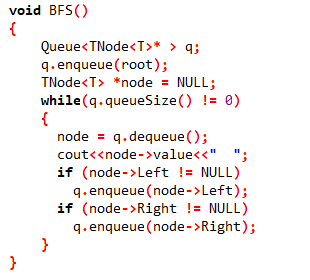 void BFS()
{
    Queue<TNode<T>* > q;
    q.enqueue(root);
    TNode<T> *node = NULL;
    while(q.queueSize() != 0)
    {
      node = q.dequeue();
      cout<<node->value<<"  ";
      if (node->Left != NULL)
        q.enqueue(node->Left);
      if (node->Right != NULL)
        q.enqueue(node->Right);
    }
}